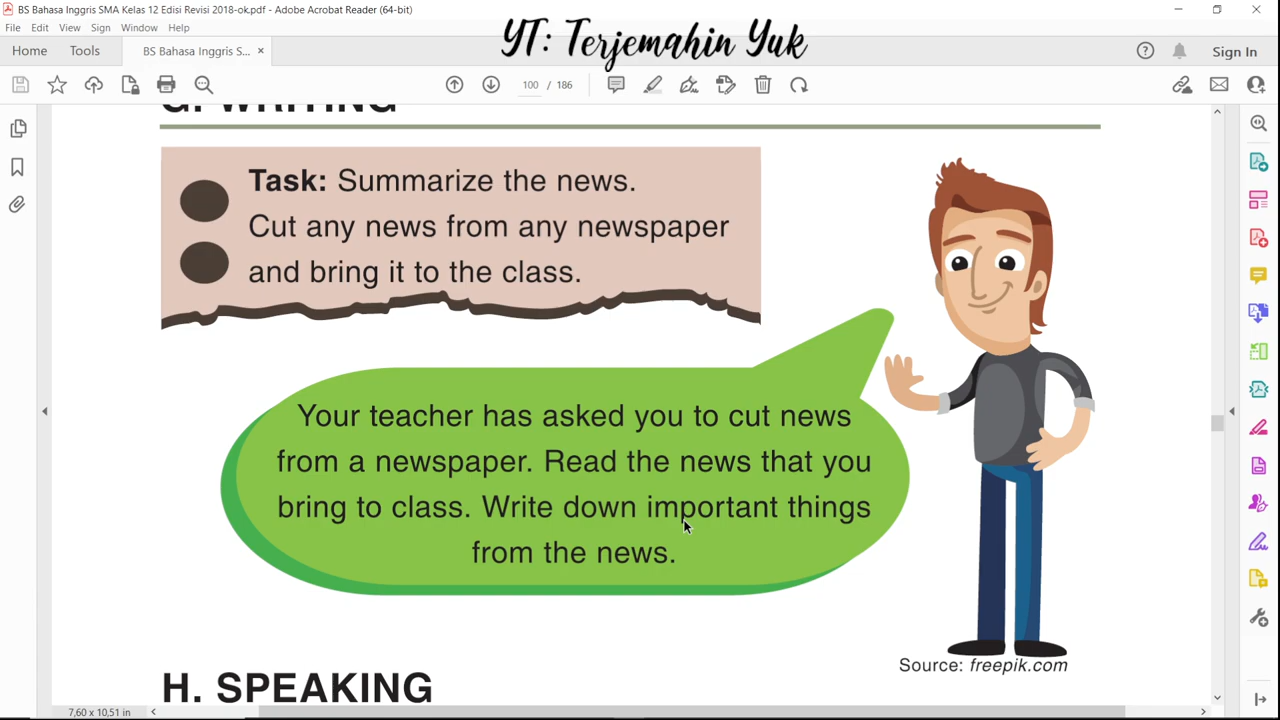 BS Bahasa Inggris SMA Kelas 12 Edisi Revisi 2018-ok.pdf - Adobe Acrobat Reader (64-bit)
YT: Terjemahin Yuk
File Edit View Sign Window Help
Home Tools BS Bahasa Inggris S... × Sign In
100 / 186
G. WRITING
Task: Summarize the news.
Cut any news from any newspaper
and bring it to the class.
Your teacher has asked you to cut news
from a newspaper. Read the news that you
bring to class. Write down important things
from the news.
Source: freepik.com
H. SPEAKING
7,60 x 10,51 in